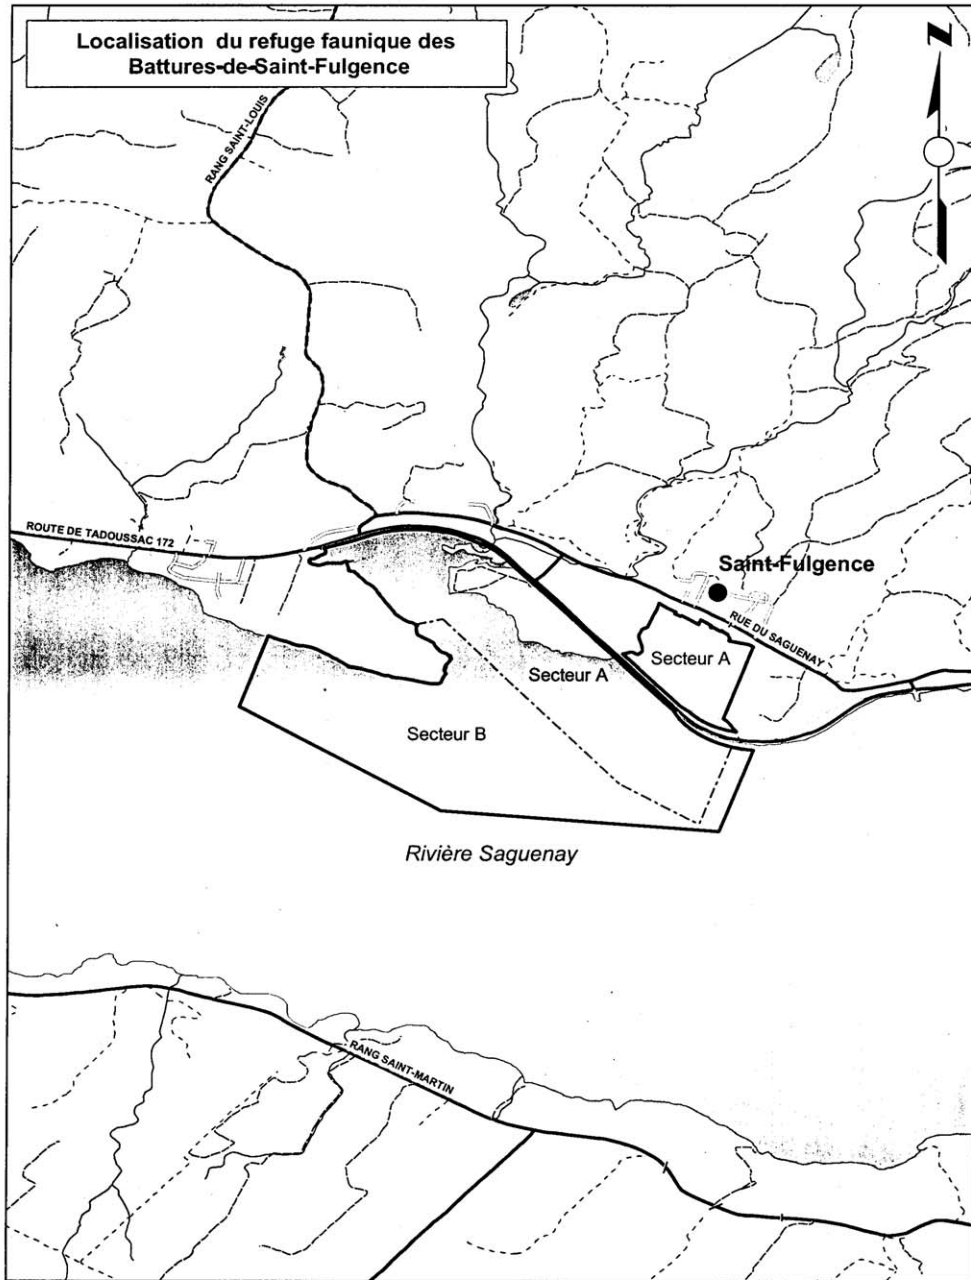 Localisation du refuge faunique des
Battures-de-Saint-Fulgence
N
RANG SAINT-LOUIS
ROUTE DE TADOUSSAC 172
Saint-Fulgence
RUE DU SAGUENAY
Secteur A
Secteur A
Secteur B
Rivière Saguenay
RANG SAINT-MARTIN